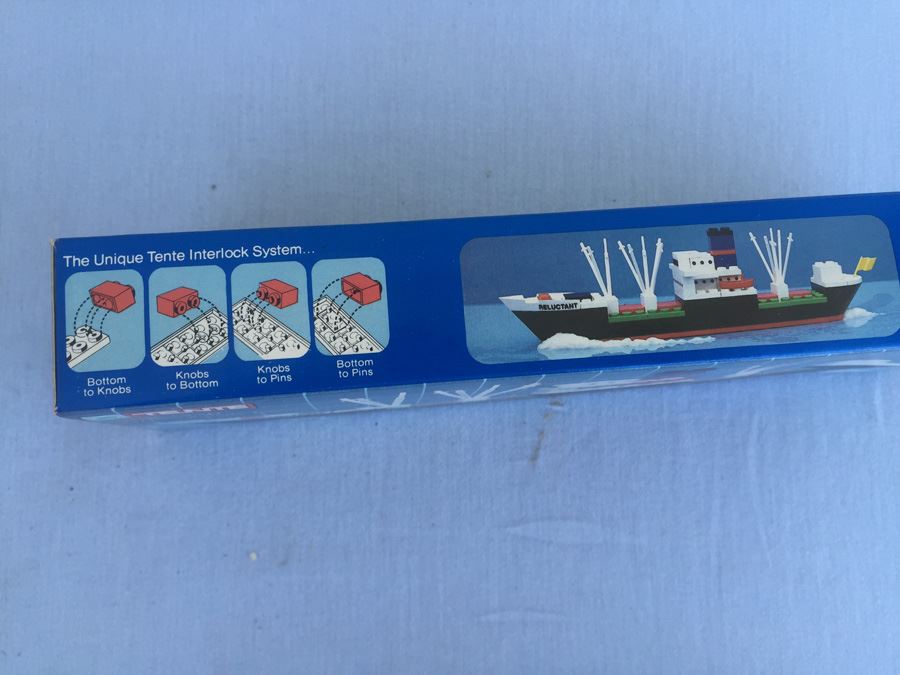 The Unique Tente Interlock System...
Bottom
to Knobs
Knobs
to Bottom
Knobs
to Pins
Bottom
to Pins
RELUCTANT